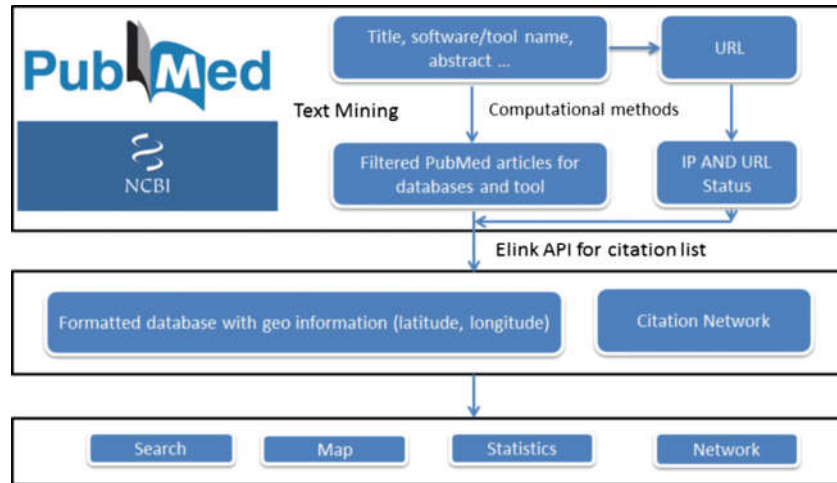 PubMed
NCBI
Title, software/tool name,
abstract ...
URL
Text Mining
Computational methods
Filtered PubMed articles for
databases and tool
IP AND URL
Status
Elink API for citation list
Formatted database with geo information (latitude, longitude)
Citation Network
Search
Map
Statistics
Network